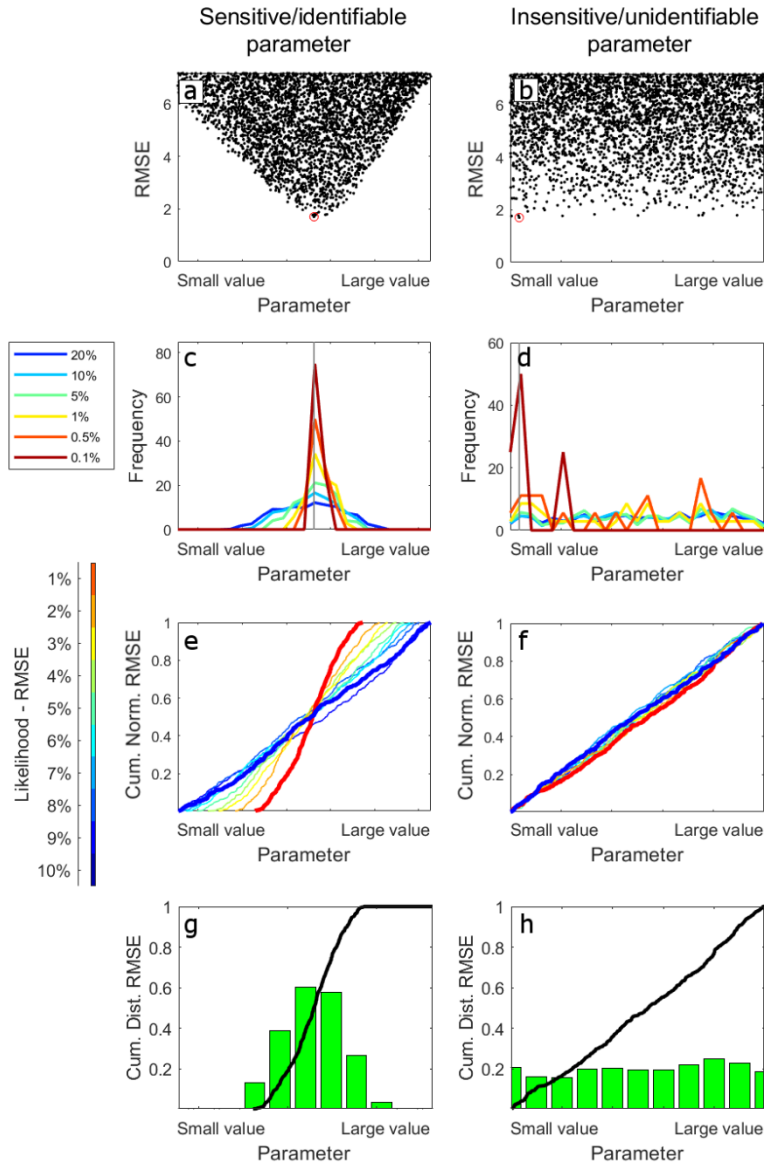 Sensitive/identifiable
parameter
Insensitive/unidentifiable
parameter
a
6
4
2
0
RMSE
Small value Large value
Parameter
b
6
4
2
0
RMSE
Small value Large value
Parameter
20%
10%
5%
1%
0.5%
0.1%
c
80
60
40
20
0
Frequency
Small value Large value
Parameter
d
60
40
20
0
Frequency
Small value Large value
Parameter
Likelihood - RMSE
1%
2%
3%
4%
5%
6%
7%
8%
9%
10%
e
1
0.8
0.6
0.4
0.2
Cum. Norm. RMSE
Small value Large value
Parameter
f
1
0.8
0.6
0.4
0.2
Cum. Norm. RMSE
Small value Large value
Parameter
g
1
0.8
0.6
0.4
0.2
Cum. Dist. RMSE
Small value Large value
Parameter
h
1
0.8
0.6
0.4
0.2
Cum. Dist. RMSE
Small value Large value
Parameter